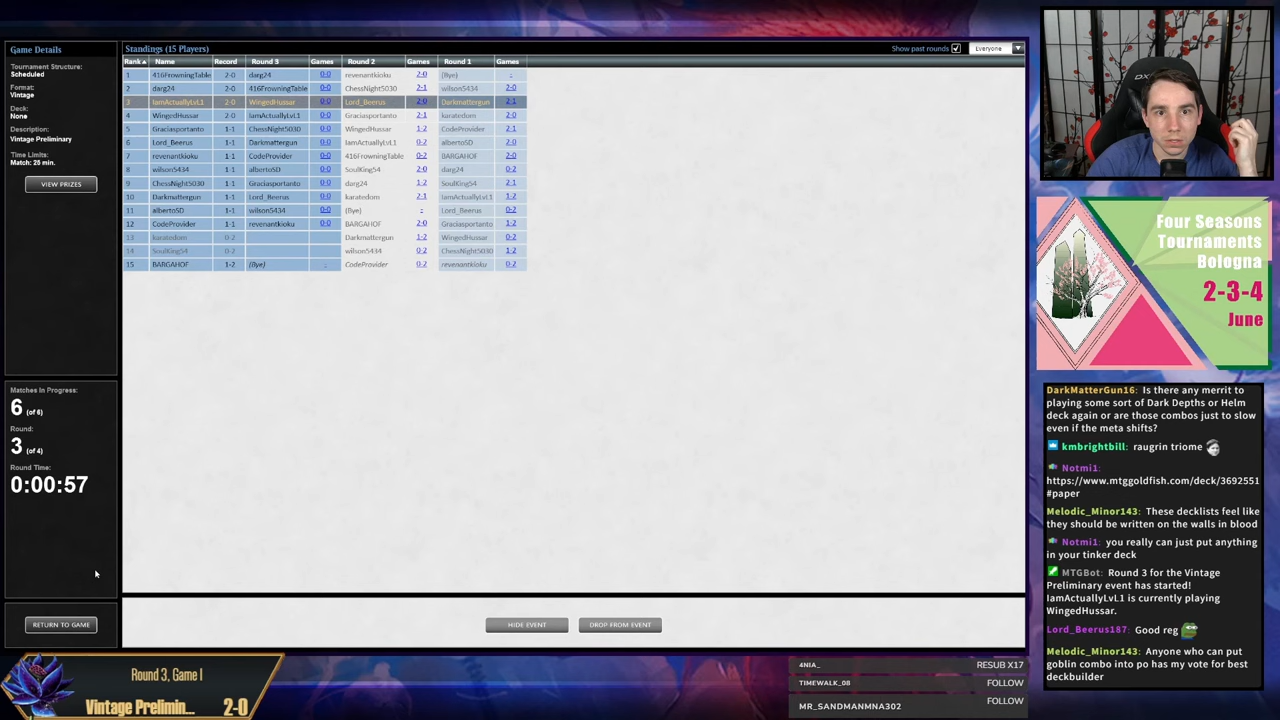 Game Details
Tournament Structure:
Scheduled
Format:
Vintage
Deck:
None
Description:
Vintage Preliminary
Time Limits:
Match: 25 min.
VIEW PRIZES
Matches In Progress:
6 (of 6)
Round:
3 (of 4)
Round Time:
0:00:57
RETURN TO GAME
Standings (15 Players)
Show past rounds
Everyone
Rank Name Record Round 3 Games Round 2 Games Round 1 Games
1 416FrowningTable 2-0 darg24 0-0 revenantkioku 2-0 (Bye) -
2 darg24 2-0 416FrowningTable 0-0 ChessNight5030 2-1 wilson5434 2-0
3 IamActuallyLvL1 2-0 WingedHussar 0-0 Lord_Beerus 2-0 Darkmattergun 2-1
4 WingedHussar 2-0 IamActuallyLvL1 0-0 Graciasportanto 2-1 karatedom 2-0
5 Graciasportanto 1-1 ChessNight5030 0-0 WingedHussar 1-2 CodeProvider 2-1
6 Lord_Beerus 1-1 Darkmattergun 0-0 IamActuallyLvL1 0-2 albertoSD 2-0
7 revenantkioku 1-1 CodeProvider 0-0 416FrowningTable 0-2 BARGAHOF 2-0
8 wilson5434 1-1 albertoSD 0-0 SoulKing54 2-0 darg24 0-2
9 ChessNight5030 1-1 Graciasportanto 0-0 darg24 1-2 SoulKing54 2-1
10 Darkmattergun 1-1 Lord_Beerus 0-0 karatedom 2-1 IamActuallyLvL1 1-2
11 albertoSD 1-1 wilson5434 0-0 (Bye) - Lord_Beerus 0-2
12 CodeProvider 1-1 revenantkioku 0-0 BARGAHOF 2-0 Graciasportanto 1-2
13 karatedom 0-2 Darkmattergun 1-2 WingedHussar 0-2
14 SoulKing54 0-2 wilson5434 0-2 ChessNight5030 1-2
15 BARGAHOF 1-2 (Bye) - CodeProvider 0-2 revenantkioku 0-2
HIDE EVENT
DROP FROM EVENT
Round 3, Game 1
Vintage Prelimin... 2-0
4NIA_ RESUB X17
TIMEWALK_08 FOLLOW
MR_SANDMANMNA302 FOLLOW
Four Seasons
Tournaments
Bologna
2-3-4
June
DarkMatterGun16: Is there any merrit to
playing some sort of Dark Depths or Helm
deck again or are those combos just to slow
even if the meta shifts?
kmbrightbill: raugrin triome
Notmi1:
https://www.mtggoldfish.com/deck/3692551
#paper
Melodic_Minor143: These decklists feel like
they should be written on the walls in blood
Notmi1: you really can just put anything
in your tinker deck
MTGBot: Round 3 for the Vintage
Preliminary event has started!
IamActuallyLvL1 is currently playing
WingedHussar.
Lord_Beerus187: Good reg
Melodic_Minor143: Anyone who can put
goblin combo into po has my vote for best
deckbuilder